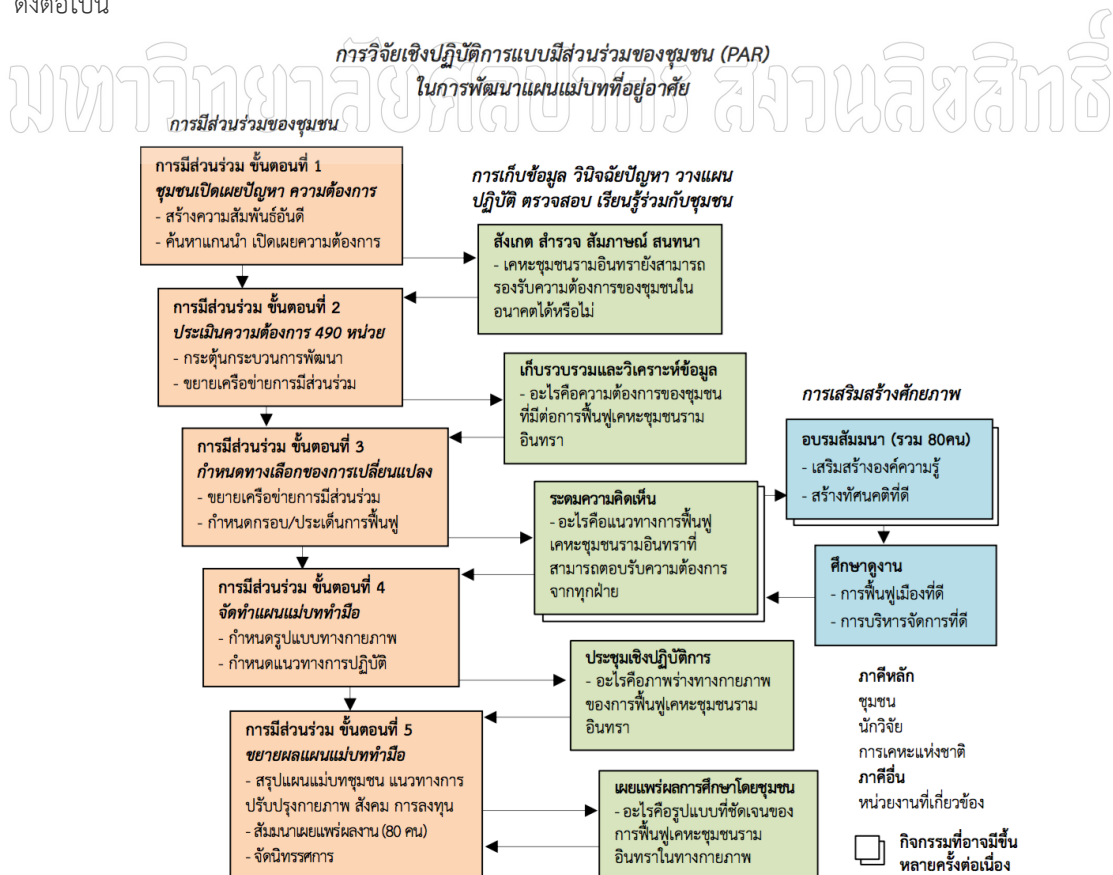 ดังต่อไปนี้
การวิจัยเชิงปฏิบัติการแบบมีส่วนร่วมของชุมชน (PAR)
ในการพัฒนาแผนแม่บทที่อยู่อาศัย
มหาวิทยาลัยศิลปากร สงวนลิขสิทธิ์
การมีส่วนร่วมของชุมชน
การมีส่วนร่วม ขั้นตอนที่ 1
ชุมชนเปิดเผยปัญหา ความต้องการ
- สร้างความสัมพันธ์อันดี
- ค้นหาแกนนำ เปิดเผยความต้องการ
การเก็บข้อมูล วินิจฉัยปัญหา วางแผน
ปฏิบัติ ตรวจสอบ เรียนรู้ร่วมกับชุมชน
สังเกต สำรวจ สัมภาษณ์ สนทนา
- เคหะชุมชนรามอินทรายังสามารถ
รองรับความต้องการของชุมชนใน
อนาคตได้หรือไม่
การมีส่วนร่วม ขั้นตอนที่ 2
ประเมินความต้องการ 490 หน่วย
- กระตุ้นกระบวนการพัฒนา
- ขยายเครือข่ายการมีส่วนร่วม
เก็บรวบรวมและวิเคราะห์ข้อมูล
- อะไรคือความต้องการของชุมชน
ที่มีต่อการฟื้นฟูเคหะชุมชนราม
อินทรา
การเสริมสร้างศักยภาพ
อบรมสัมมนา (รวม 80คน)
- เสริมสร้างองค์ความรู้
- สร้างทัศนคติที่ดี
การมีส่วนร่วม ขั้นตอนที่ 3
กำหนดทางเลือกของการเปลี่ยนแปลง
- ขยายเครือข่ายการมีส่วนร่วม
- กำหนดกรอบ/ประเด็นการฟื้นฟู
ระดมความคิดเห็น
- อะไรคือแนวทางการฟื้นฟู
เคหะชุมชนรามอินทราที่
สามารถตอบรับความต้องการ
จากทุกฝ่าย
ศึกษาดูงาน
- การฟื้นฟูเมืองที่ดี
- การบริหารจัดการที่ดี
การมีส่วนร่วม ขั้นตอนที่ 4
จัดทำแผนแม่บททำมือ
- กำหนดรูปแบบทางกายภาพ
- กำหนดแนวทางการปฏิบัติ
ประชุมเชิงปฏิบัติการ
- อะไรคือภาพร่างทางกายภาพ
ของการฟื้นฟูเคหะชุมชนราม
อินทรา
การมีส่วนร่วม ขั้นตอนที่ 5
ขยายผลแผนแม่บททำมือ
- สรุปแผนแม่บทชุมชน แนวทางการ
ปรับปรุงกายภาพ สังคม การลงทุน
- สัมมนาเผยแพร่ผลงาน (80 คน)
- จัดนิทรรศการ
เผยแพร่ผลการศึกษาโดยชุมชน
- อะไรคือรูปแบบที่ชัดเจนของ
การฟื้นฟูเคหะชุมชนราม
อินทราในทางกายภาพ
ภาคีหลัก
ชุมชน
นักวิจัย
การเคหะแห่งชาติ
ภาคีอื่น
หน่วยงานที่เกี่ยวข้อง
กิจกรรมที่อาจมีขึ้น
หลายครั้งต่อเนื่อง